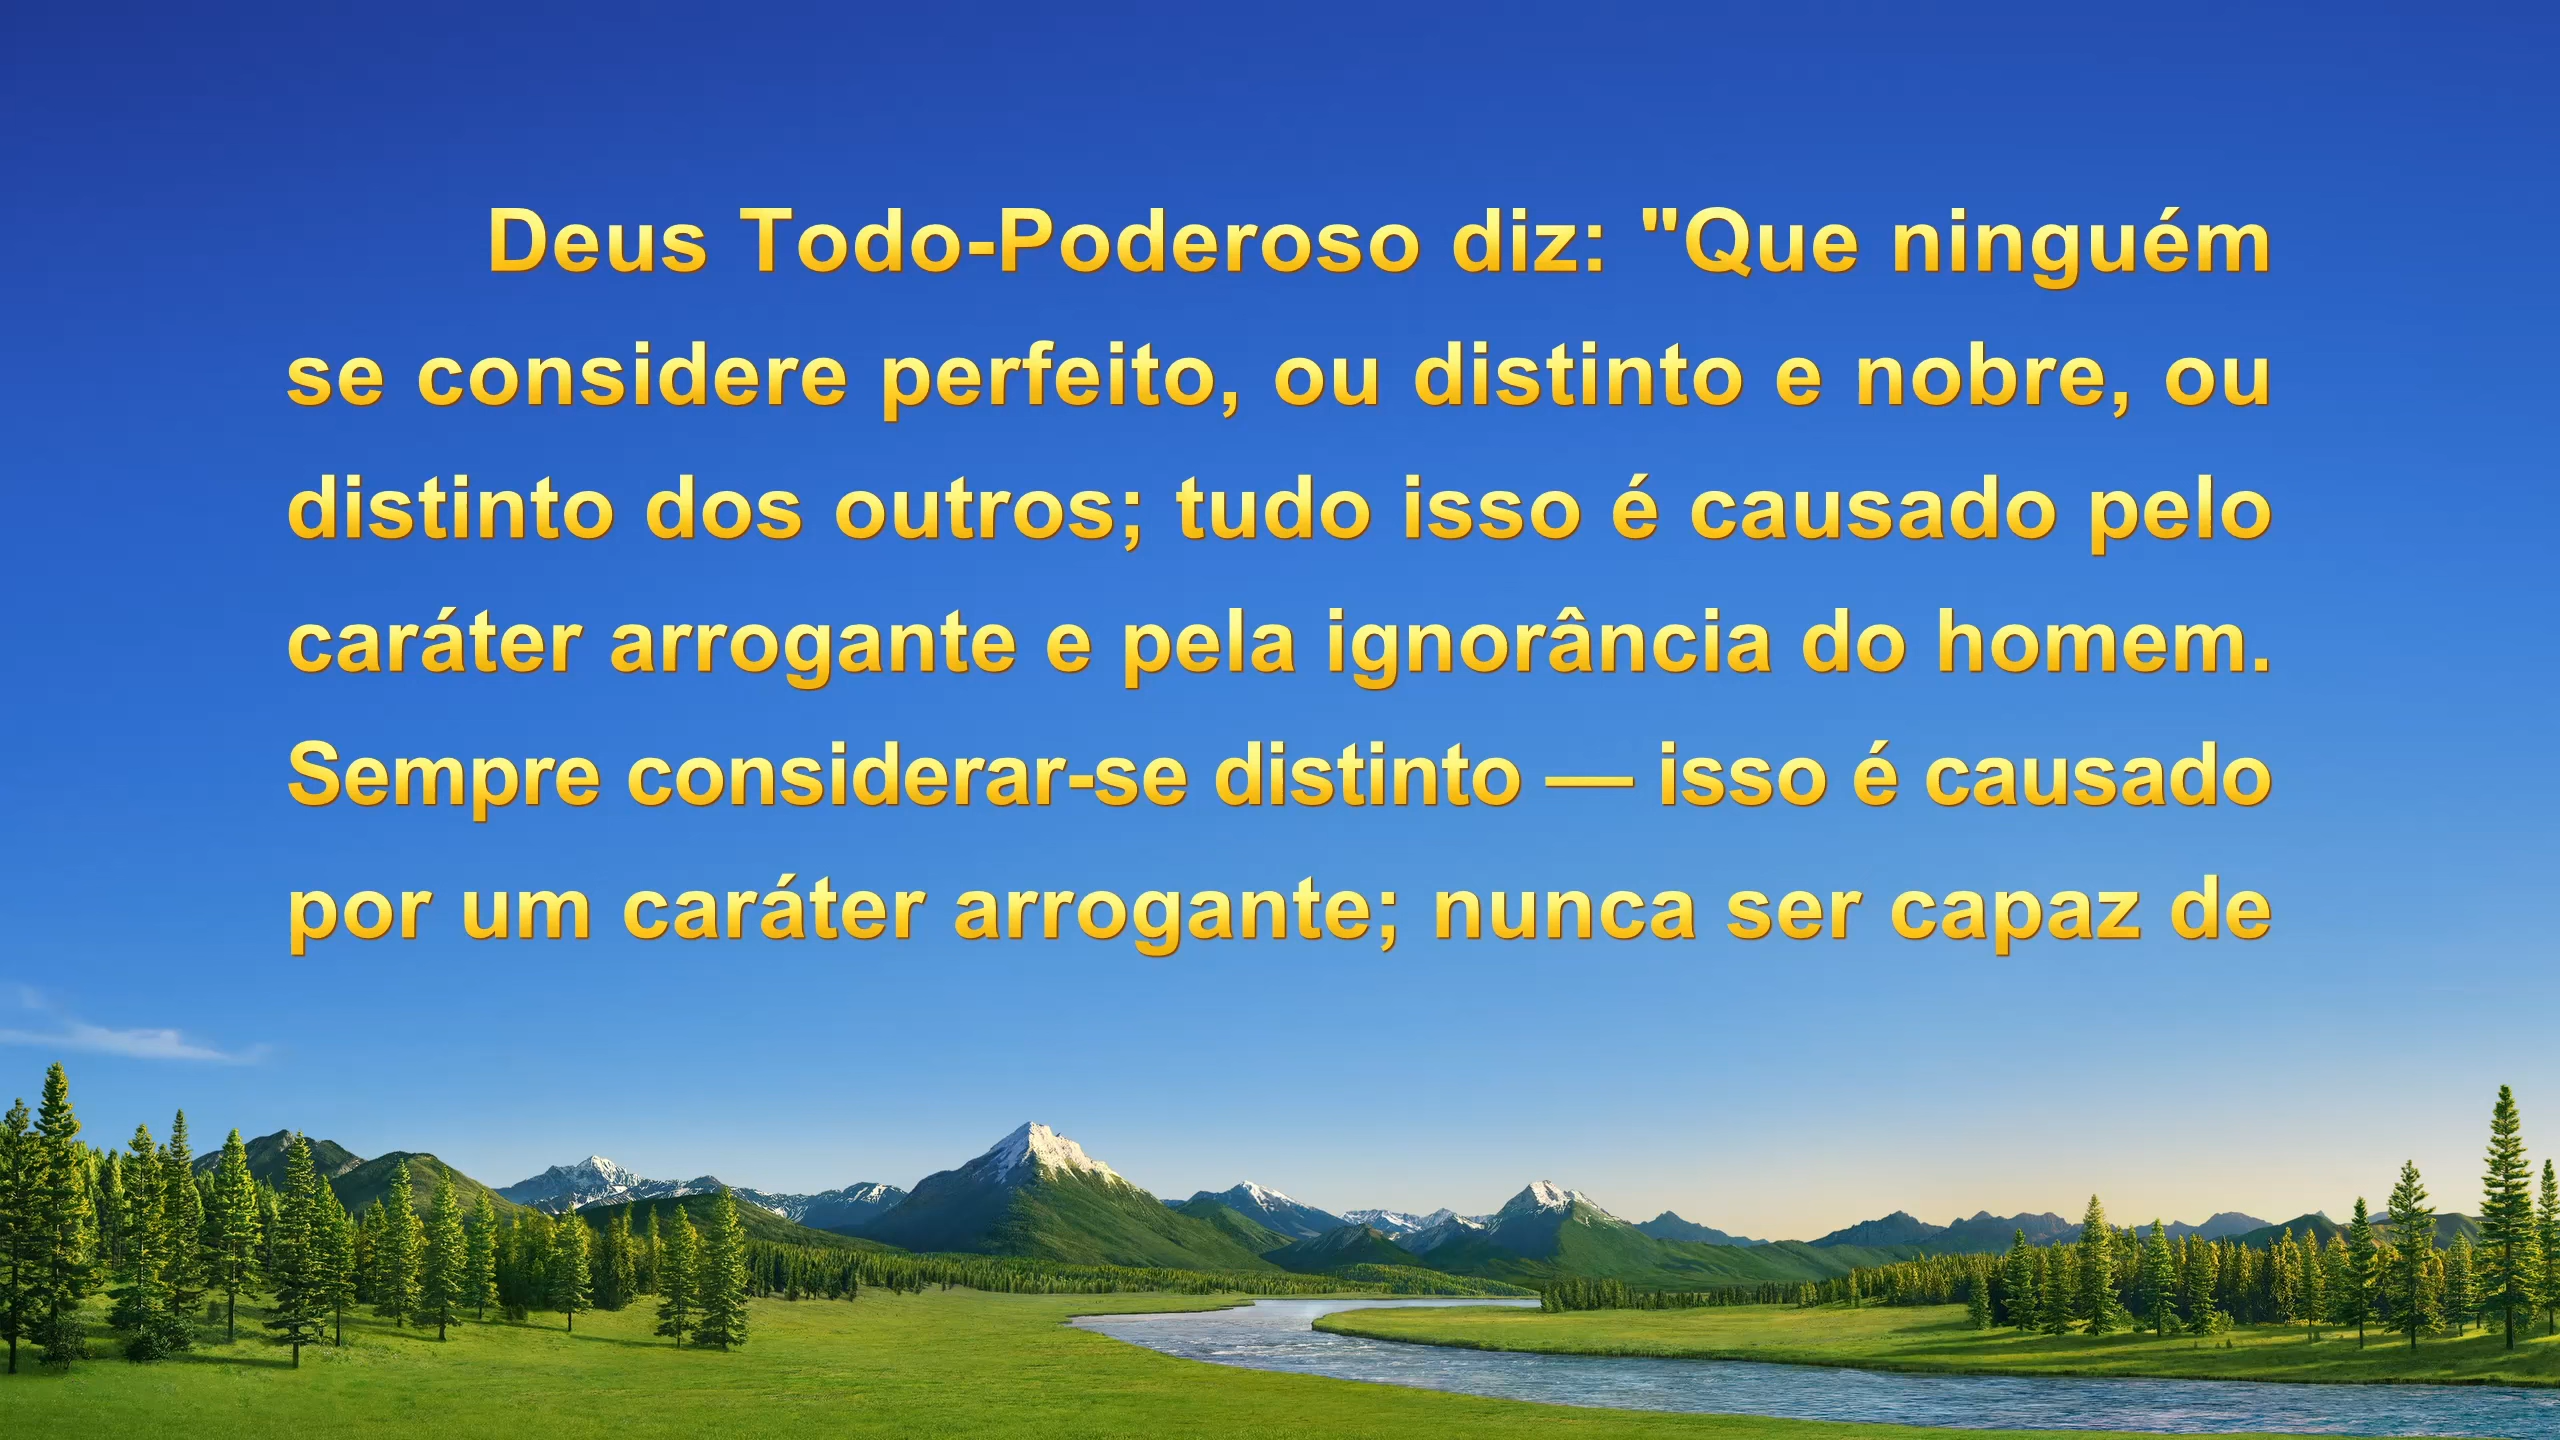 Deus Todo-Poderoso diz: "Que ninguém
se considere perfeito, ou distinto e nobre, ou
distinto dos outros; tudo isso é causado pelo
caráter arrogante e pela ignorância do homem.
Sempre considerar-se distinto — isso é causado
por um caráter arrogante; nunca ser capaz de